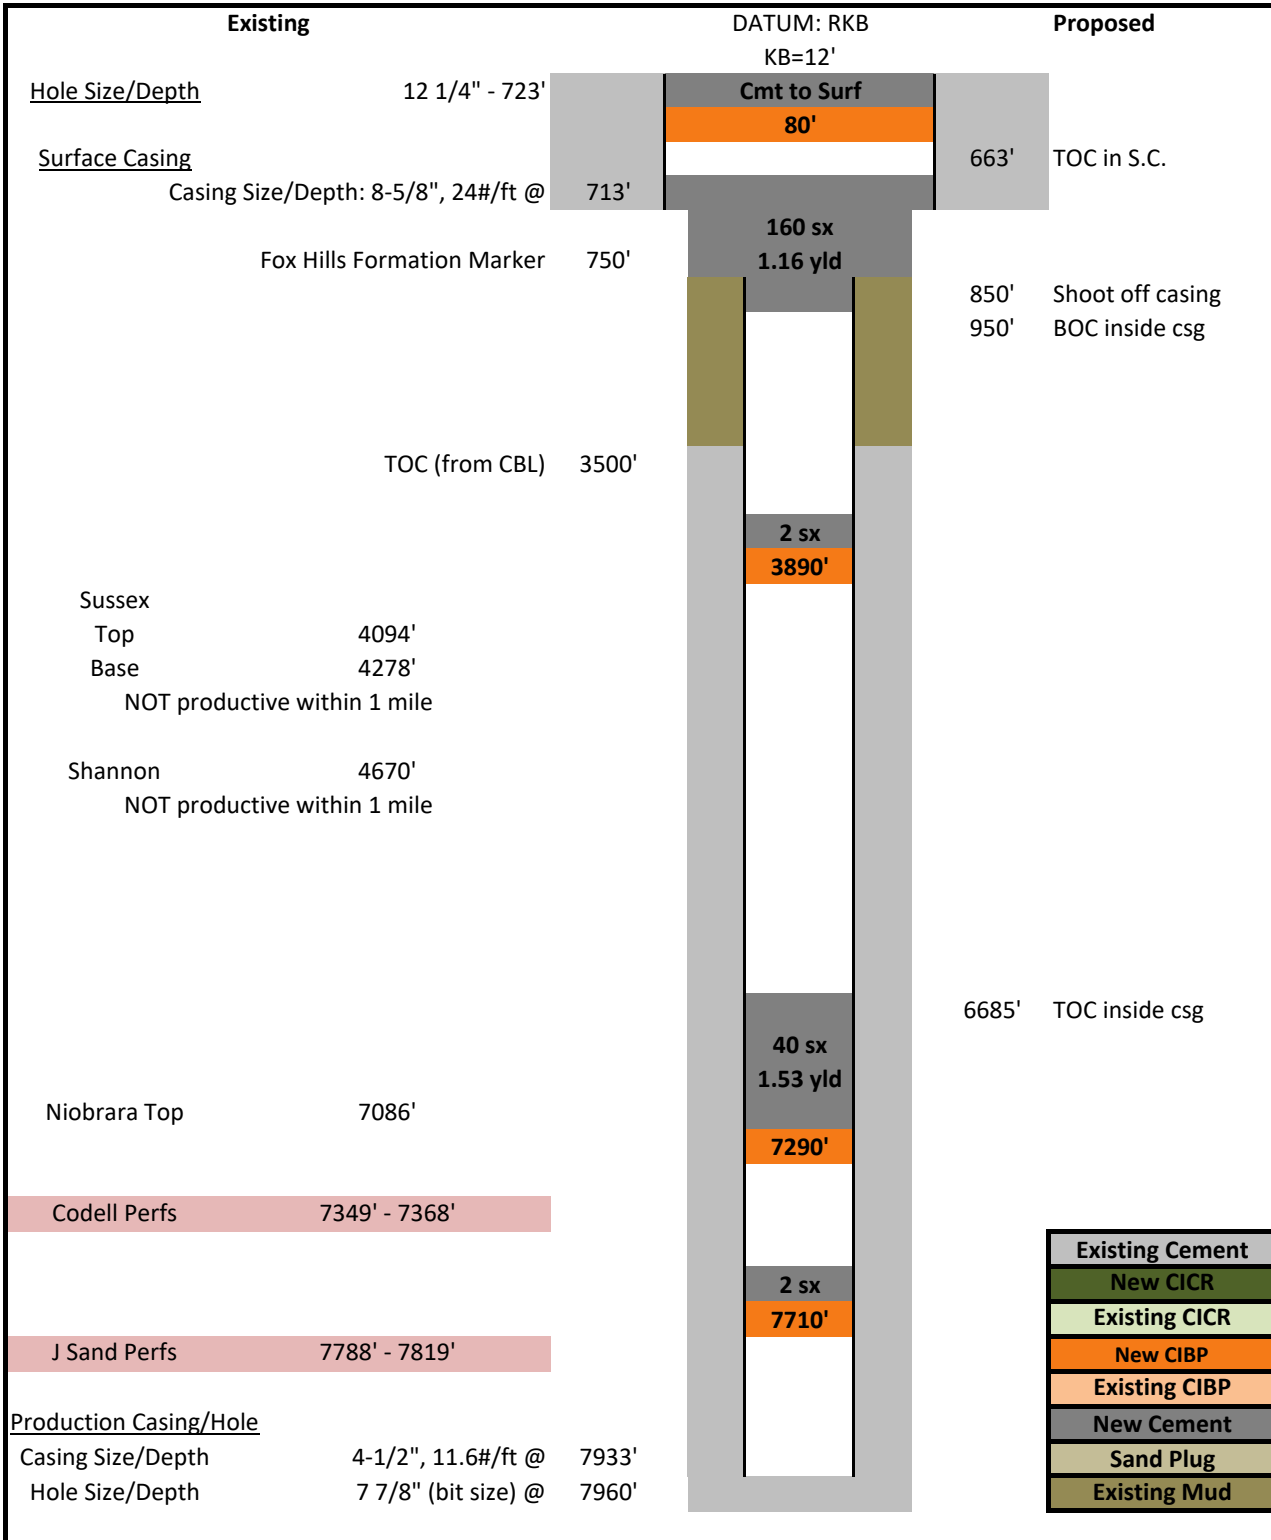 Existing DATUM: RKB Proposed
KB=12'
Hole Size/Depth 12 1/4" - 723' Cmt to Surf
80'
Surface Casing 663' TOC in S.C.
Casing Size/Depth: 8-5/8", 24#/ft @ 713'
160 sx
Fox Hills Formation Marker 750' 1.16 yld
850' Shoot off casing
950' BOC inside csg
TOC (from CBL) 3500'
2 sx
3890'
Sussex
Top 4094'
Base 4278'
NOT productive within 1 mile
Shannon 4670'
NOT productive within 1 mile
6685' TOC inside csg
40 sx
1.53 yld
Niobrara Top 7086'
7290'
Codell Perfs 7349' - 7368'
Existing Cement
2 sx New CICR
7710' Existing CICR
J Sand Perfs 7788' - 7819' New CIBP
Existing CIBP
Production Casing/Hole New Cement
Casing Size/Depth 4-1/2", 11.6#/ft @ 7933' Sand Plug
Hole Size/Depth 7 7/8" (bit size) @ 7960' Existing Mud